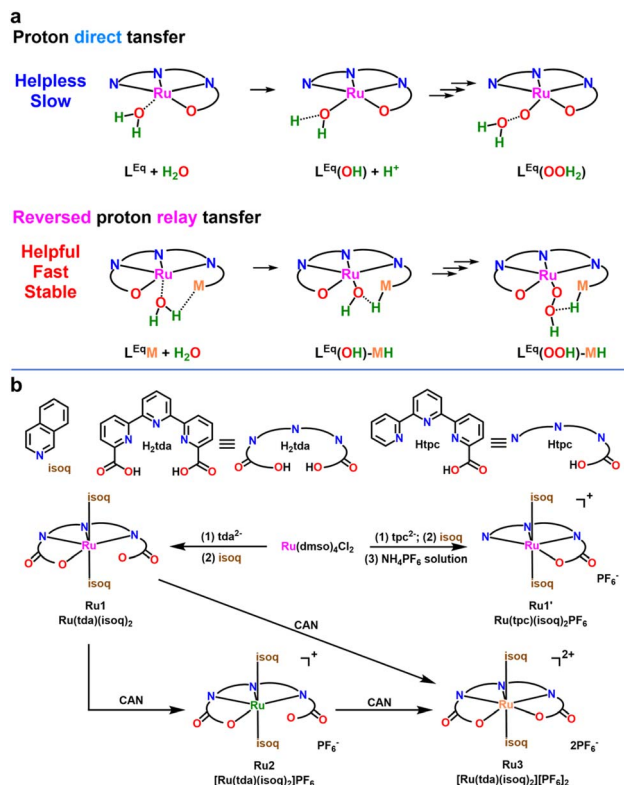 a
Proton direct tansfer
Helpless
Slow
N N N
Ru
O
H O
H
N N N
Ru
O
H O
H
N N N
Ru
O
O
H O
H
L^Eq + H2O
L^Eq(OH) + H+
L^Eq(OOH2)
Reversed proton relay tansfer
Helpful
Fast
Stable
N N N
Ru
O M
O
H H
N N N
Ru
O M
O H
H
N N N
Ru
O M
O
O H
H
L^EqM + H2O
L^Eq(OH)-MH
L^Eq(OOH)-MH
b
N
isoq
N N N
H2tda
OH HO
O O
≡
N N N
H2tda
OH HO
O O
N N N
Htpc
HO
O
≡
N N N
Htpc
HO
O
isoq
N N N
Ru
O O
O O
isoq
Ru1
Ru(tda)(isoq)2
(1) tda2-
(2) isoq
Ru(dmso)4Cl2
(1) tpc2-; (2) isoq
(3) NH4PF6 solution
isoq
¬+
N N N
Ru
O
O
isoq
PF6-
Ru1'
Ru(tpc)(isoq)2PF6
CAN
CAN
isoq
¬+
N N N
Ru
O O
O O
isoq
PF6-
Ru2
[Ru(tda)(isoq)2]PF6
CAN
isoq
¬2+
N N N
Ru
O O
O O
isoq
2PF6-
Ru3
[Ru(tda)(isoq)2][PF6]2